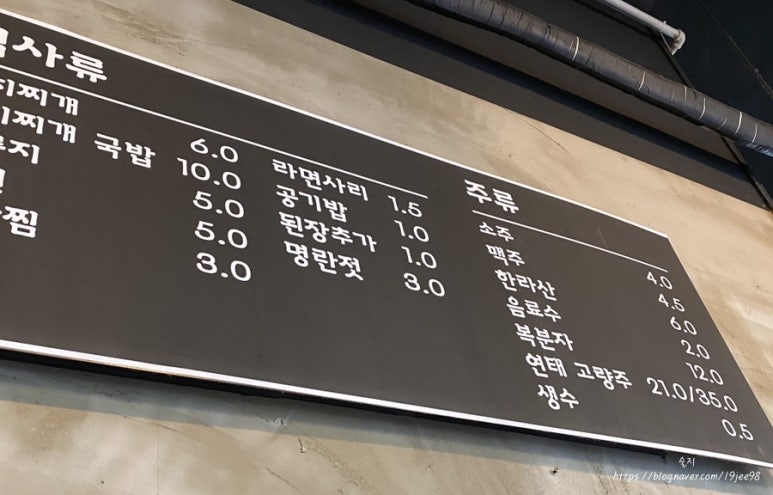 사류
찌개 6.0
찌개 국밥 10.0
지 5.0
5.0
찜 3.0
라면사리 1.5
공기밥 1.0
된장추가 1.0
명란젓 3.0
주류
소주 4.0
맥주 4.5
한라산 6.0
음료수 2.0
복분자 12.0
연태 고량주 21.0/35.0
생수 0.5
솔지
https://blog.naver.com/19jee98